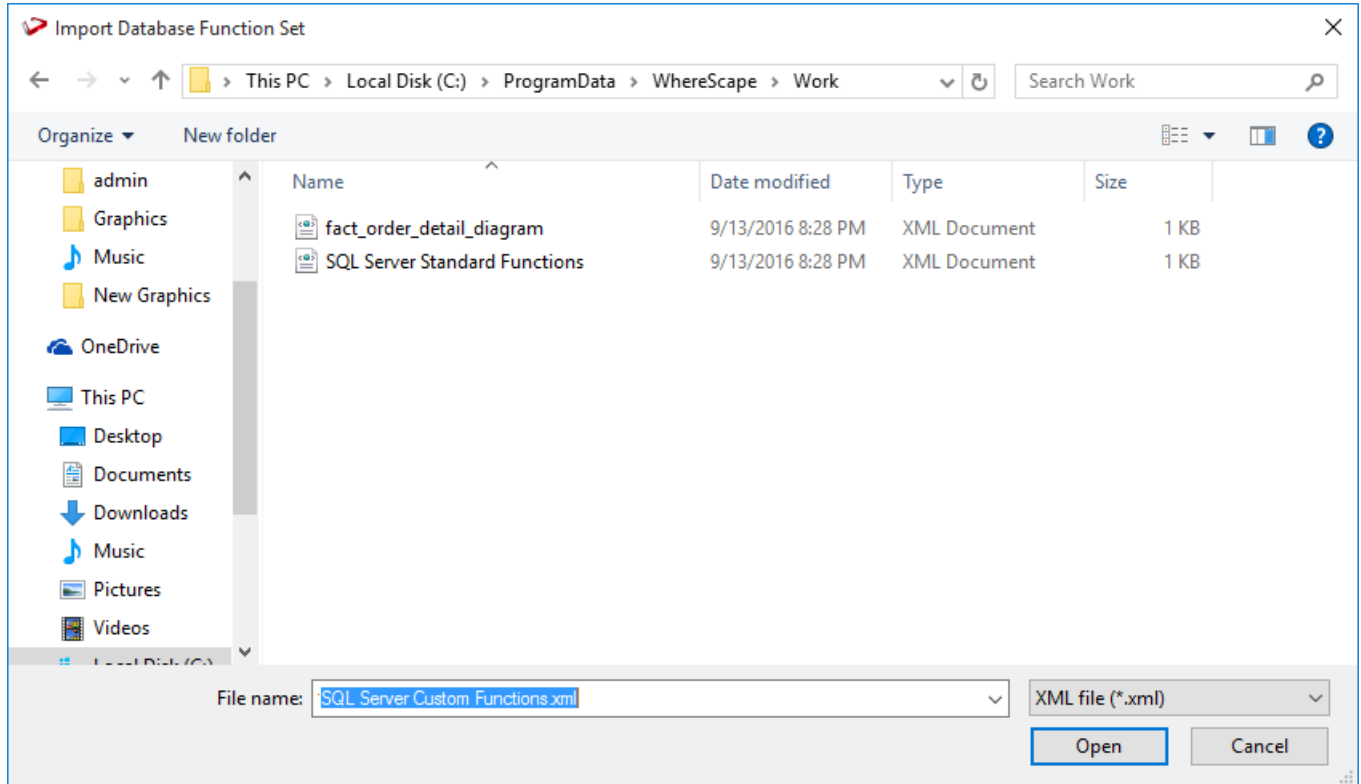 Import Database Function Set
This PC > Local Disk (C:) > ProgramData > WhereScape > Work
Search Work
Organize
New folder
?
admin
Graphics
Music
New Graphics
OneDrive
This PC
Desktop
Documents
Downloads
Music
Pictures
Videos
Local Disk (C:)
Name Date modified Type Size
fact_order_detail_diagram 9/13/2016 8:28 PM XML Document 1 KB
SQL Server Standard Functions 9/13/2016 8:28 PM XML Document 1 KB
File name: SQL Server Custom Functions.xml XML file (*.xml)
Open Cancel